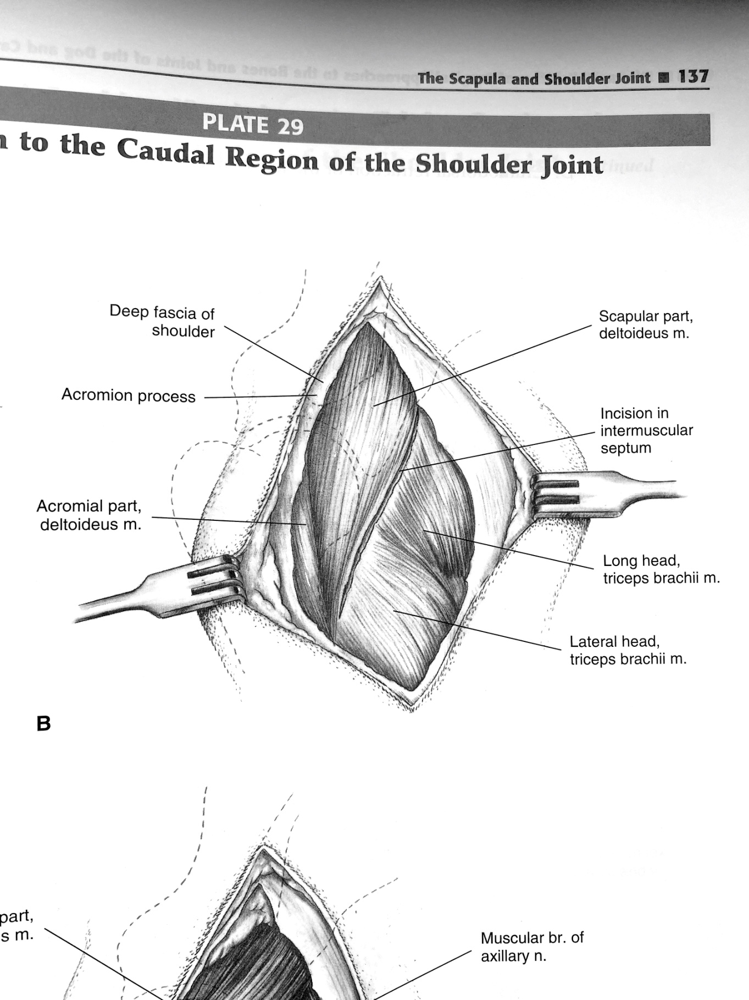 The Scapula and Shoulder Joint ■ 137
PLATE 29
to the Caudal Region of the Shoulder Joint
Deep fascia of
shoulder
Acromion process
Acromial part,
deltoideus m.
Scapular part,
deltoideus m.
Incision in
intermuscular
septum
Long head,
triceps brachii m.
Lateral head,
triceps brachii m.
B
part,
s m.
Muscular br. of
axillary n.